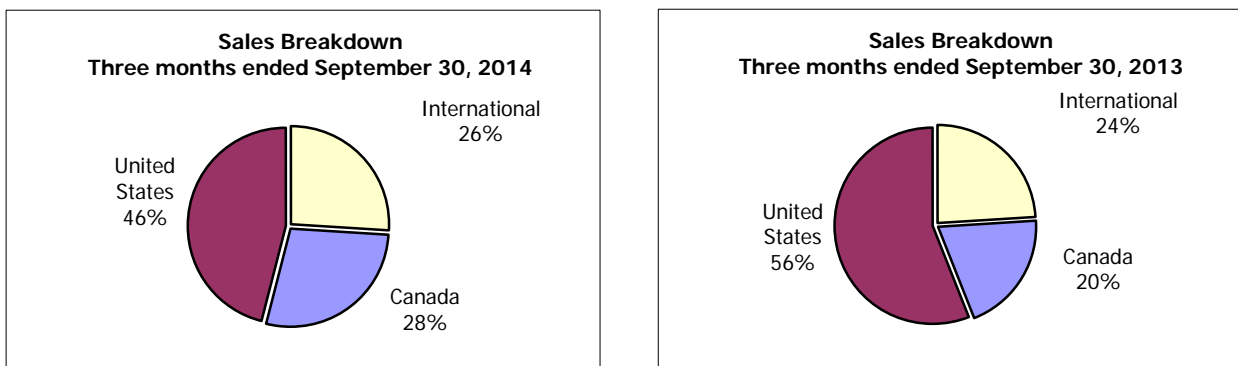 Sales Breakdown
Three months ended September 30, 2014
International
26%
United
States
46%
Canada
28%
Sales Breakdown
Three months ended September 30, 2013
International
24%
United
States
56%
Canada
20%